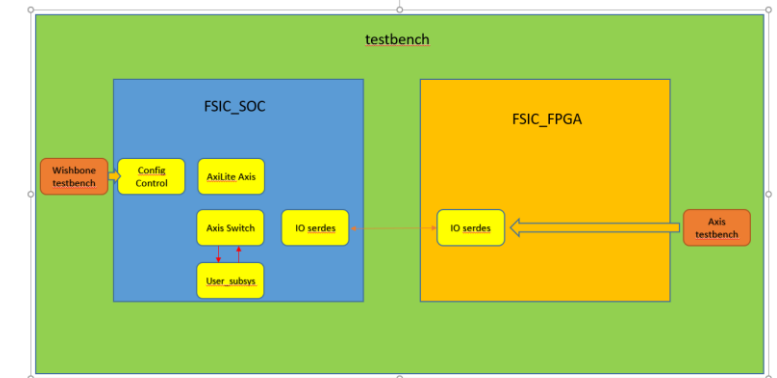 testbench
FSIC_SOC
FSIC_FPGA
Wishbone
testbench
Config
Control
AxiLite Axis
Axis Switch
IO serdes
IO serdes
Axis
testbench
User_subsys